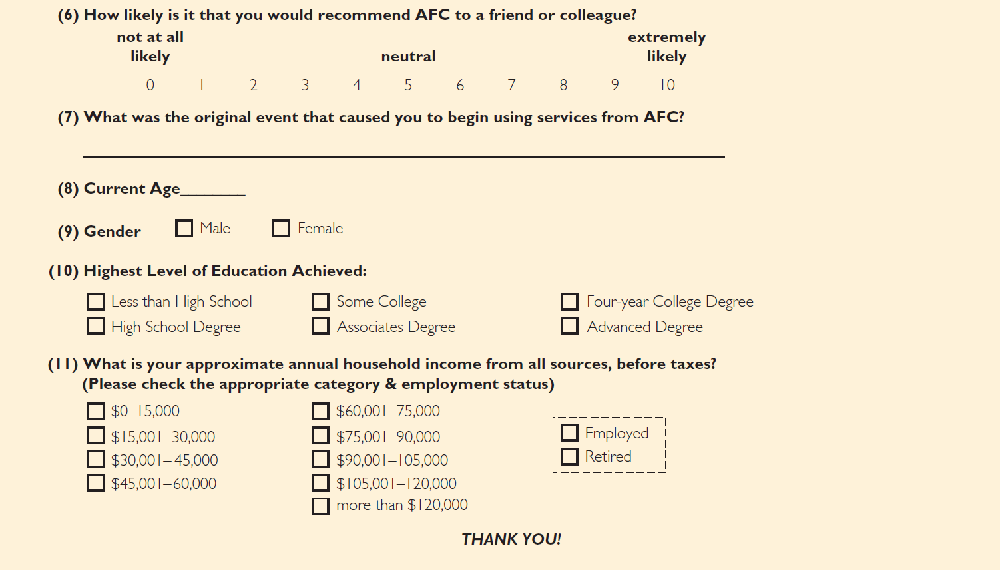 (6) How likely is it that you would recommend AFC to a friend or colleague?
not at all likely neutral extremely likely
0 1 2 3 4 5 6 7 8 9 10
(7) What was the original event that caused you to begin using services from AFC?
(8) Current Age________
(9) Gender Male Female
(10) Highest Level of Education Achieved:
Less than High School Some College Four-year College Degree
High School Degree Associates Degree Advanced Degree
(11) What is your approximate annual household income from all sources, before taxes?
(Please check the appropriate category & employment status)
$0–15,000 $60,001–75,000
$15,001–30,000 $75,001–90,000 Employed
$30,001–45,000 $90,001–105,000 Retired
$45,001–60,000 $105,001–120,000
more than $120,000
THANK YOU!